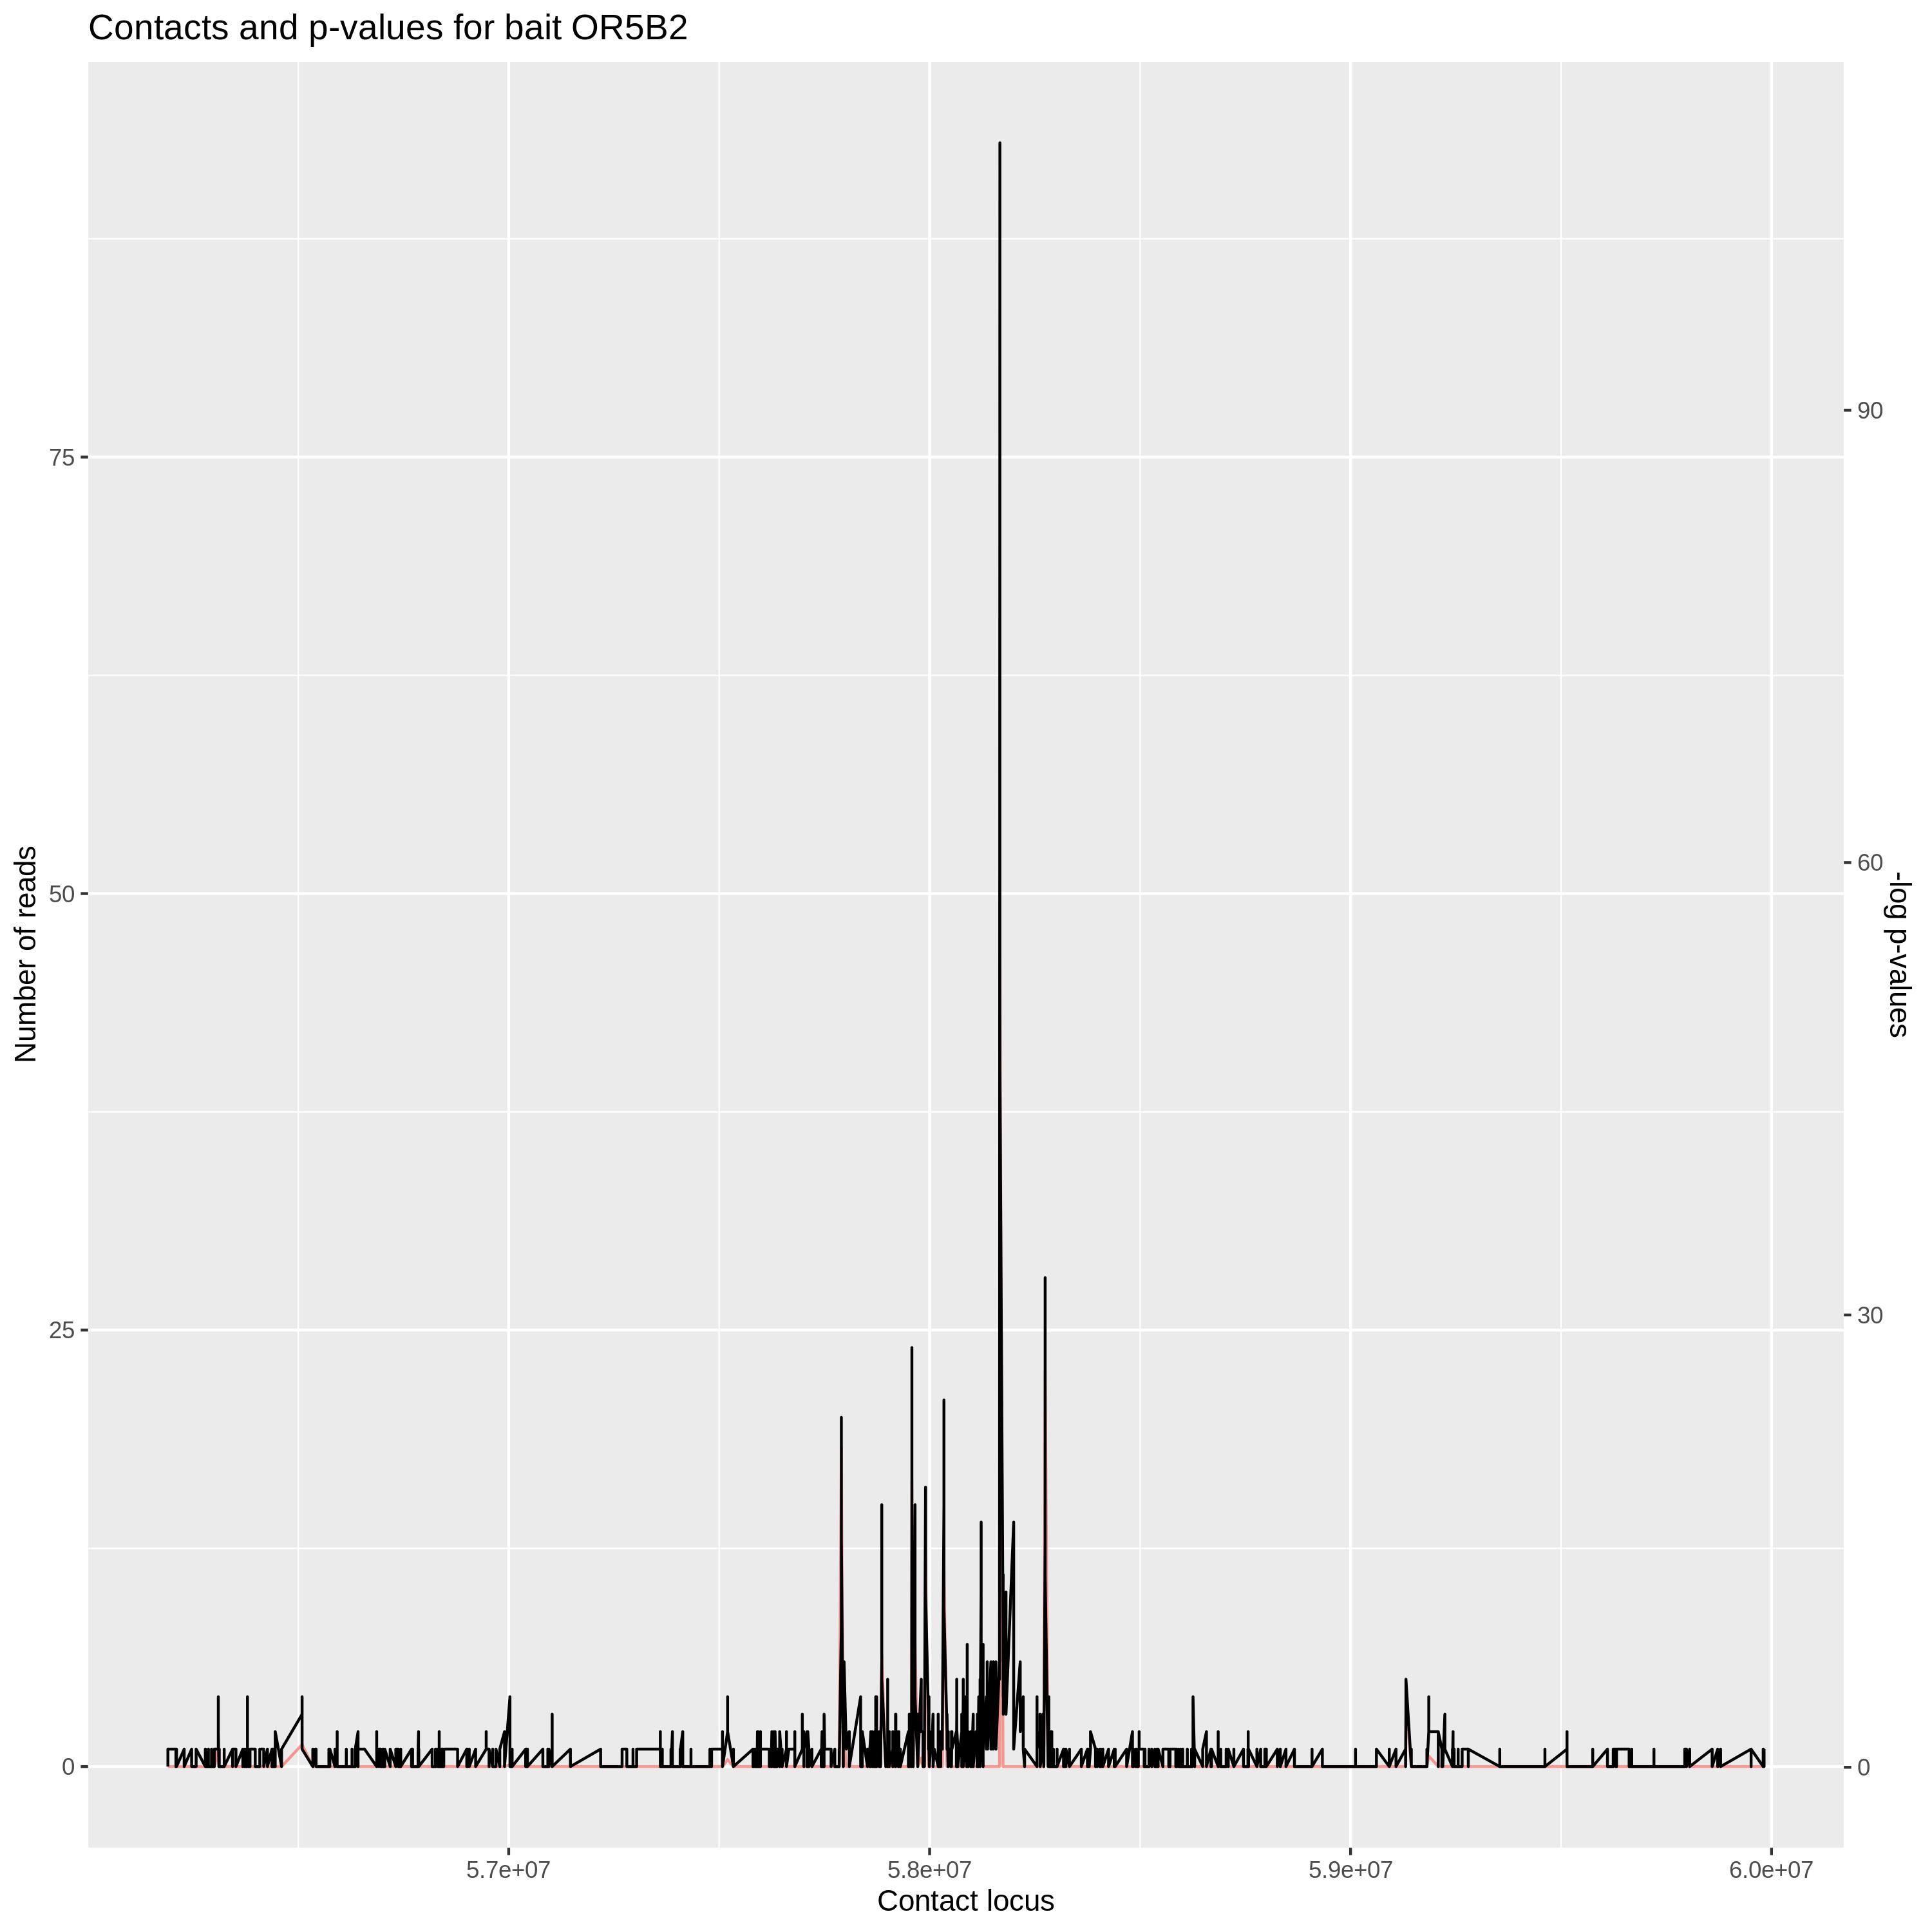 Contacts and p-values for bait OR5B2
90
75
60
50
Number of reads
-log p-values
30
25
0
0
5.7e+07
5.8e+07
5.9e+07
6.0e+07
Contact locus